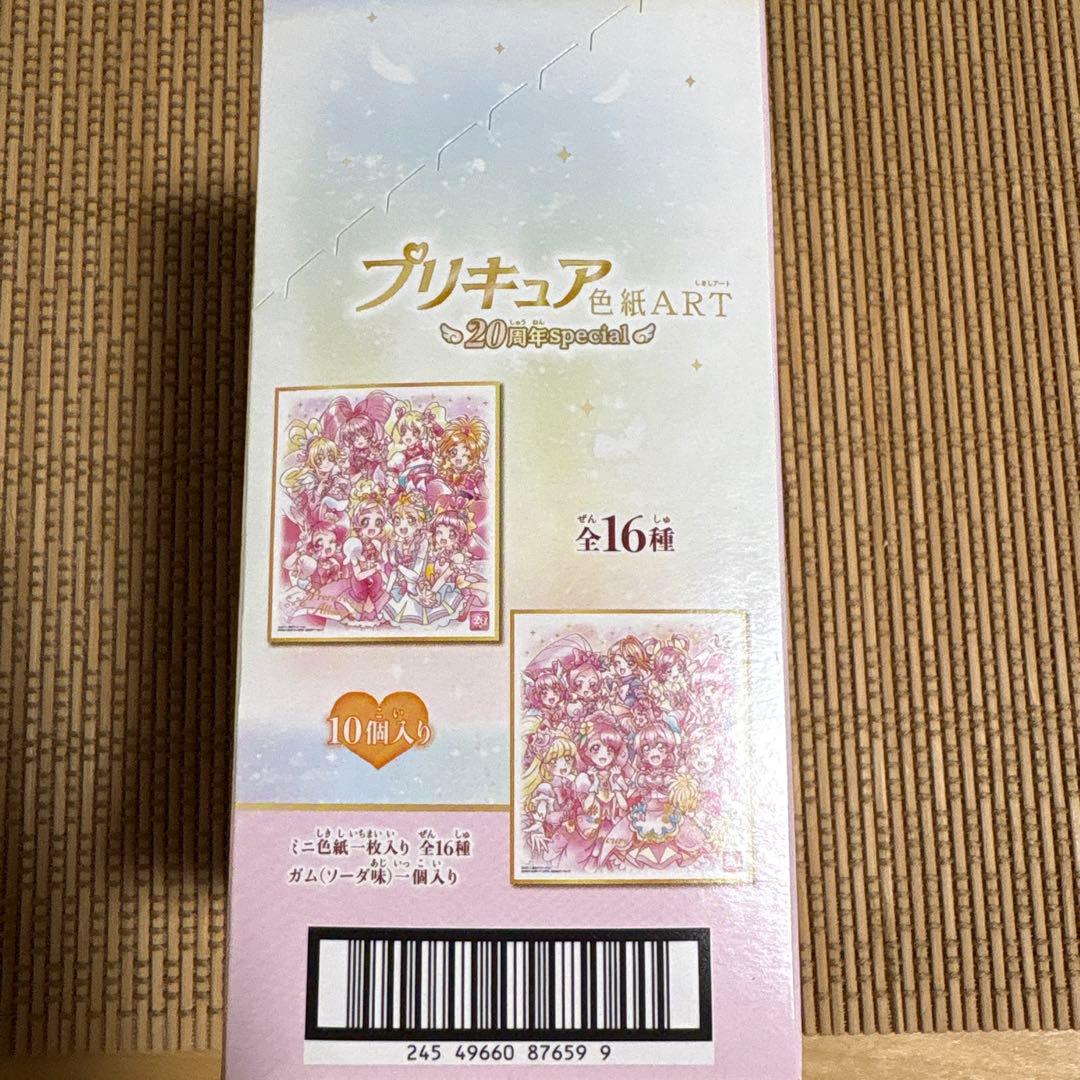 プリキュア色紙ART
しきしアート
20周年special
しゅうねん
全16種
ぜん しゅ
10個入り
こ い
ミニ色紙一枚入り 全16種
しきしいちまいい ぜん しゅ
ガム(ソーダ味)一個入り
あじ いっこ い
245 49660 87659 9